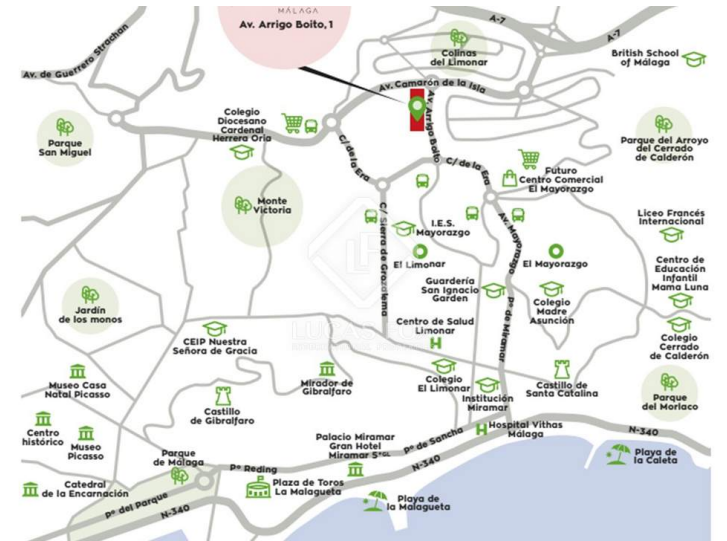 MÁLAGA
Av. Arrigo Boito, 1
A-7
A-7
Colinas
del Limonar
British School
of Málaga
Av. de Guerrero Strachan
Av. Camarón de la Isla
Av. Arrigo Boito
Colegio
Diocesano
Cardenal
Herrera Oria
Parque
San Miguel
C/ de la Era
C/ de la Era
Parque del Arroyo
del Cerrado
de Calderón
Futuro
Centro Comercial
El Mayorazgo
Monte
Victoria
C/ Sierra de Grazalema
I.E.S.
Mayorazgo
Av. Mayorazgo
Liceo Francés
Internacional
El Limonar
El Mayorazgo
Centro de
Educación
Infantil
Mama Luna
Guardería
San Ignacio
Garden
Colegio
Madre
Asunción
Pº de Miramar
Jardín
de los monos
Centro de Salud
Limonar
CEIP Nuestra
Señora de Gracia
Colegio
Cerrado
de Calderón
Museo Casa
Natal Picasso
Mirador de
Gibralfaro
Colegio
El Limonar
Institución
Miramar
Castillo de
Santa Catalina
Parque
del Morlaco
Castillo
de Gibralfaro
Centro
histórico
Museo
Picasso
Palacio Miramar
Gran Hotel
Miramar 5*GL
Pº de Sancha
Hospital Vithas
Málaga
N-340
Parque
de Málaga
Pº Reding
N-340
Playa de
la Caleta
Catedral
de la Encarnación
Plaza de Toros
La Malagueta
Pº del Parque
N-340
Playa de
la Malagueta